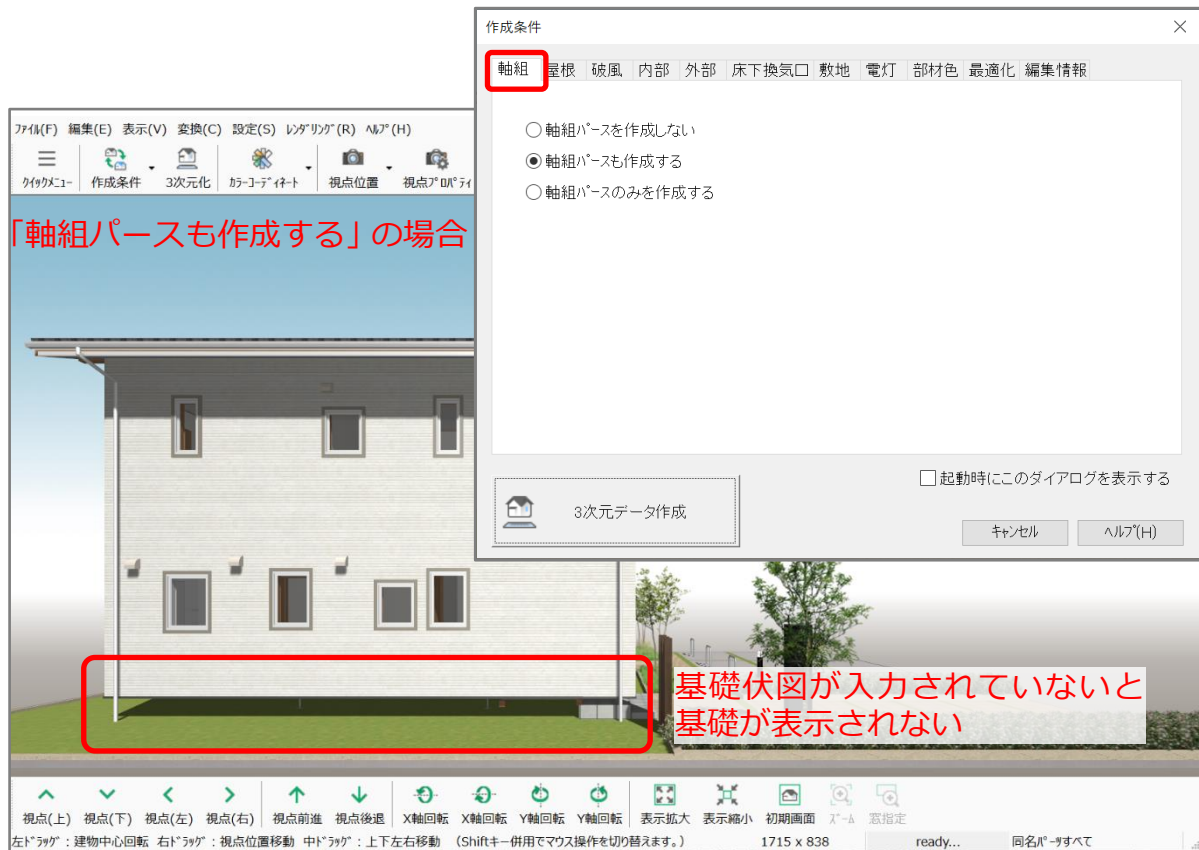 作成条件
軸組 屋根 破風 内部 外部 床下換気口 敷地 電灯 部材色 最適化 編集情報
軸組ﾊﾟｰｽを作成しない
軸組ﾊﾟｰｽも作成する
軸組ﾊﾟｰｽのみを作成する
起動時にこのダイアログを表示する
3次元データ作成
ｷｬﾝｾﾙ ﾍﾙﾌﾟ(H)
ﾌｧｲﾙ(F) 編集(E) 表示(V) 変換(C) 設定(S) ﾚﾝﾀﾞﾘﾝｸﾞ(R) ﾍﾙﾌﾟ(H)
ｸｲｯｸﾒﾆｭｰ 作成条件 3次元化 ｶﾗｰｺｰﾃﾞｨﾈｰﾄ 視点位置 視点ﾌﾟﾛﾊﾟﾃｨ
「軸組パースも作成する」の場合
基礎伏図が入力されていないと
基礎が表示されない
視点(上) 視点(下) 視点(左) 視点(右) 視点前進 視点後退 X軸回転 X軸回転 Y軸回転 Y軸回転 表示拡大 表示縮小 初期画面 ｽﾞｰﾑ 窓指定
左ﾄﾞﾗｯｸﾞ：建物中心回転 右ﾄﾞﾗｯｸﾞ：視点位置移動 中ﾄﾞﾗｯｸﾞ：上下左右移動 (Shiftキー併用でマウス操作を切り替えます。) 1715 x 838 ready... 同名ﾊﾟｰﾂすべて